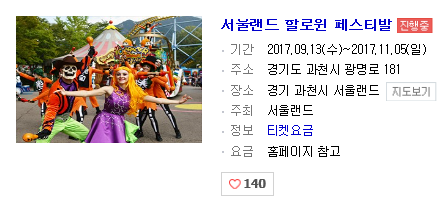 서울랜드 할로윈 페스티발 진행중
· 기간 2017.09.13(수)~2017.11.05(일)
· 주소 경기도 과천시 광명로 181
· 장소 경기 과천시 서울랜드 지도보기
· 주최 서울랜드
· 정보 티켓요금
· 요금 홈페이지 참고
♡ 140